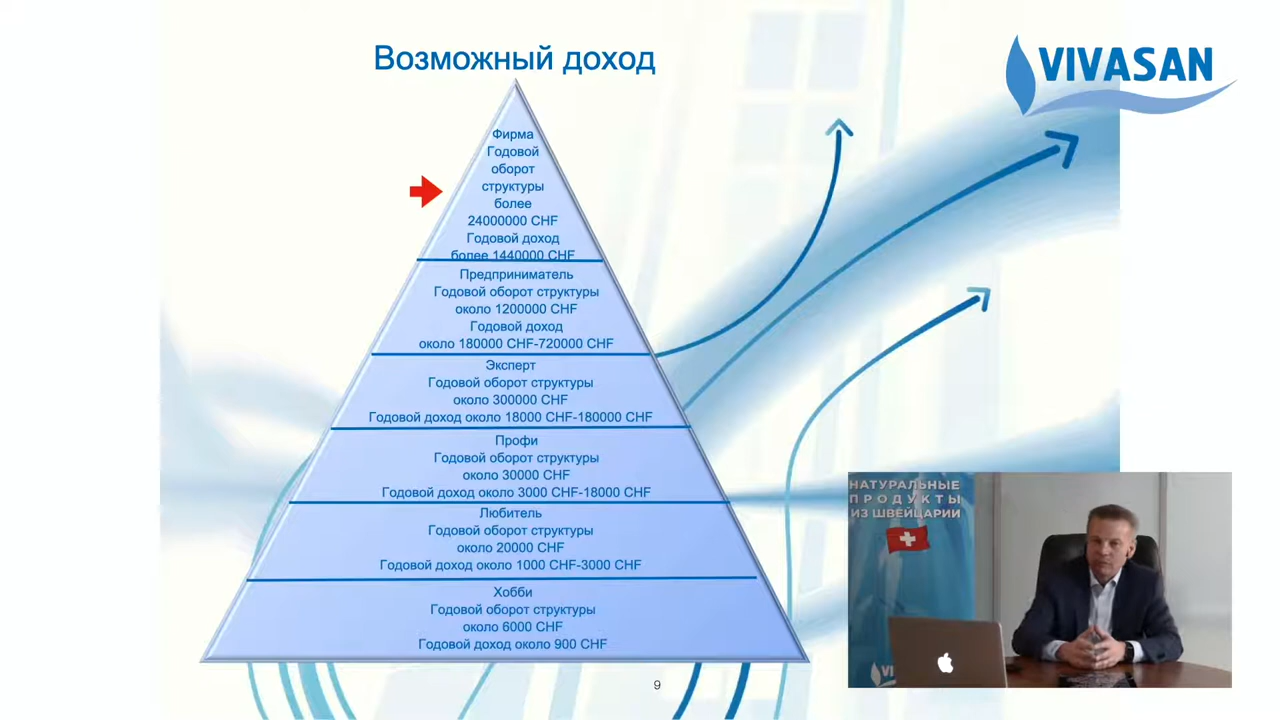 Возможный доход
VIVASAN
Фирма
Годовой
оборот
структуры
более
24000000 CHF
Годовой доход
более 1440000 CHF
Предприниматель
Годовой оборот структуры
около 1200000 CHF
Годовой доход
около 180000 CHF-720000 CHF
Эксперт
Годовой оборот структуры
около 300000 CHF
Годовой доход около 18000 CHF-180000 CHF
Профи
Годовой оборот структуры
около 30000 CHF
Годовой доход около 3000 CHF-18000 CHF
Любитель
Годовой оборот структуры
около 20000 CHF
Годовой доход около 1000 CHF-3000 CHF
Хобби
Годовой оборот структуры
около 6000 CHF
Годовой доход около 900 CHF
9
НАТУРАЛЬНЫЕ
ПРОДУКТЫ
ИЗ ШВЕЙЦАРИИ
VI